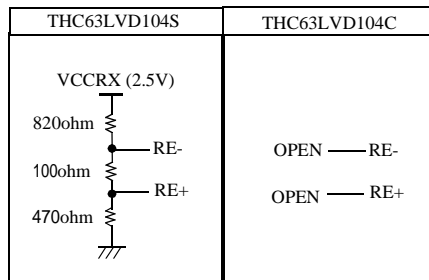 THC63LVD104S
THC63LVD104C
VCCRX (2.5V)
820ohm
RE-
100ohm
RE+
470ohm
OPEN RE-
OPEN RE+